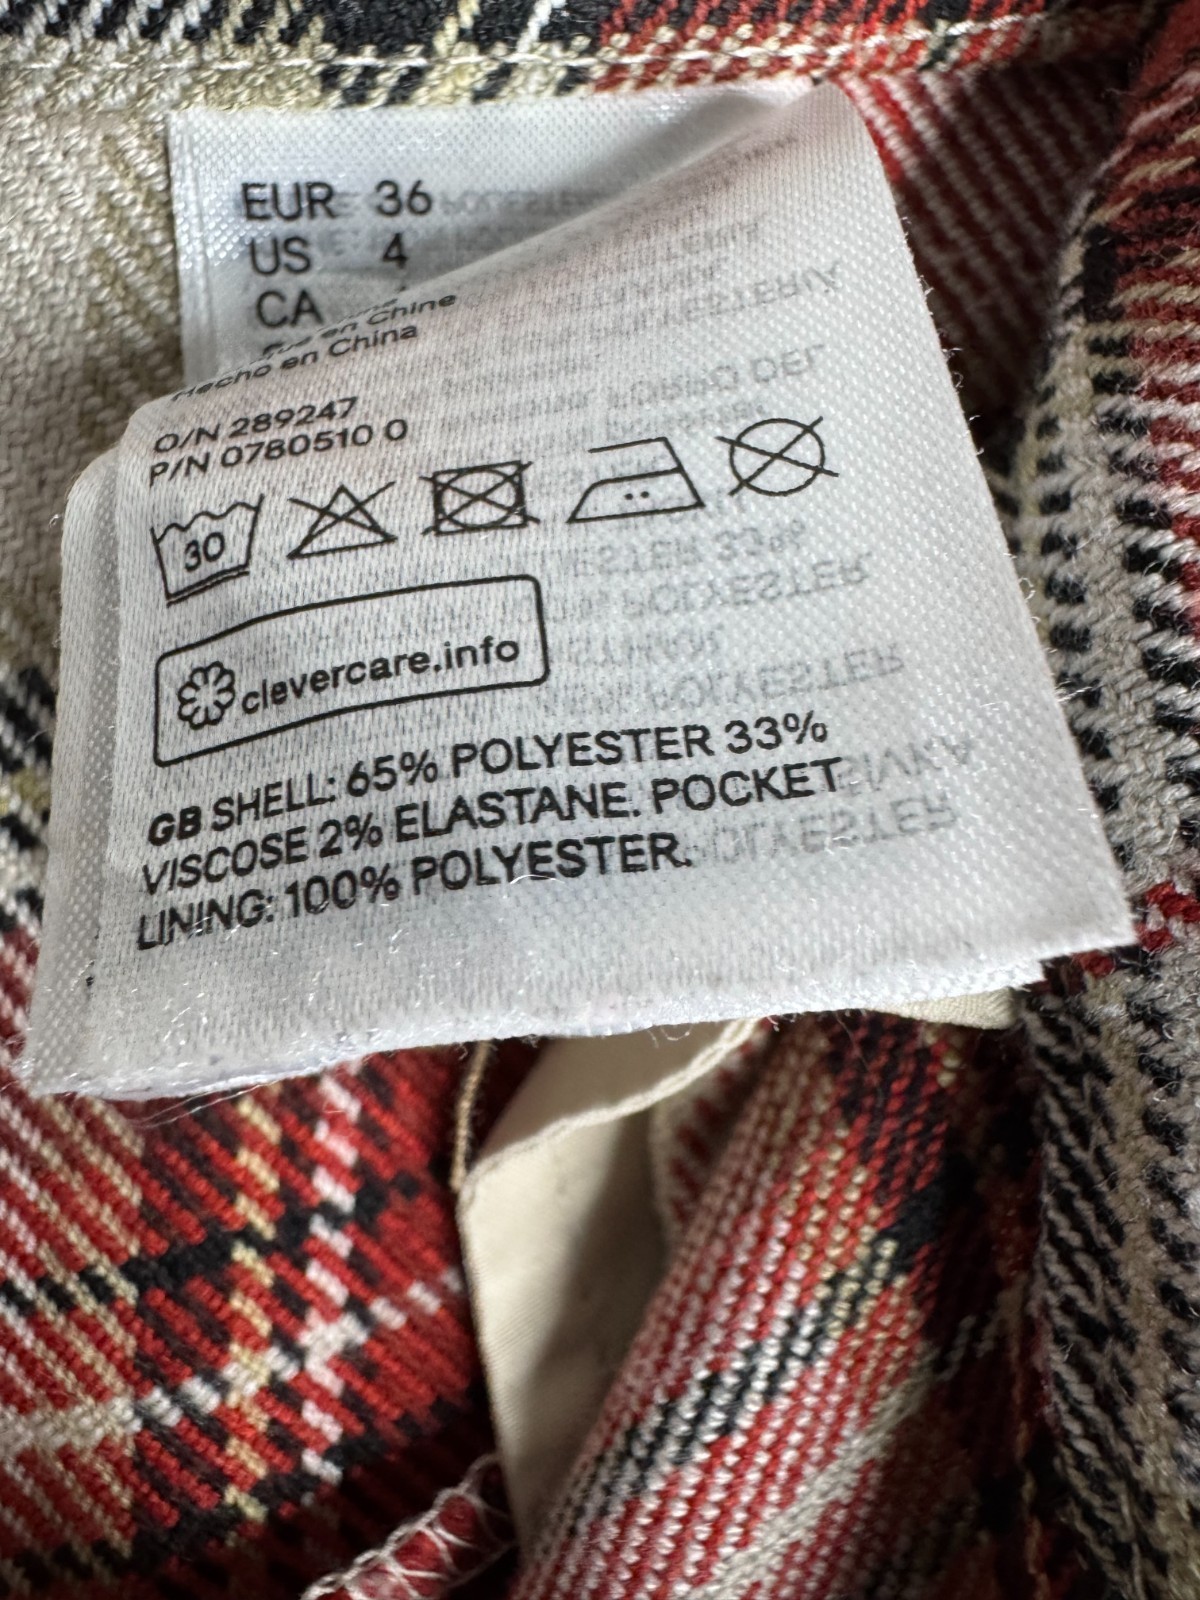 EUR 36
US 4
CA
en Chine
Hecho en China
O/N 289247
P/N 0780510 0
30
clevercare.info
GB SHELL: 65% POLYESTER 33%
VISCOSE 2% ELASTANE. POCKET
LINING: 100% POLYESTER.